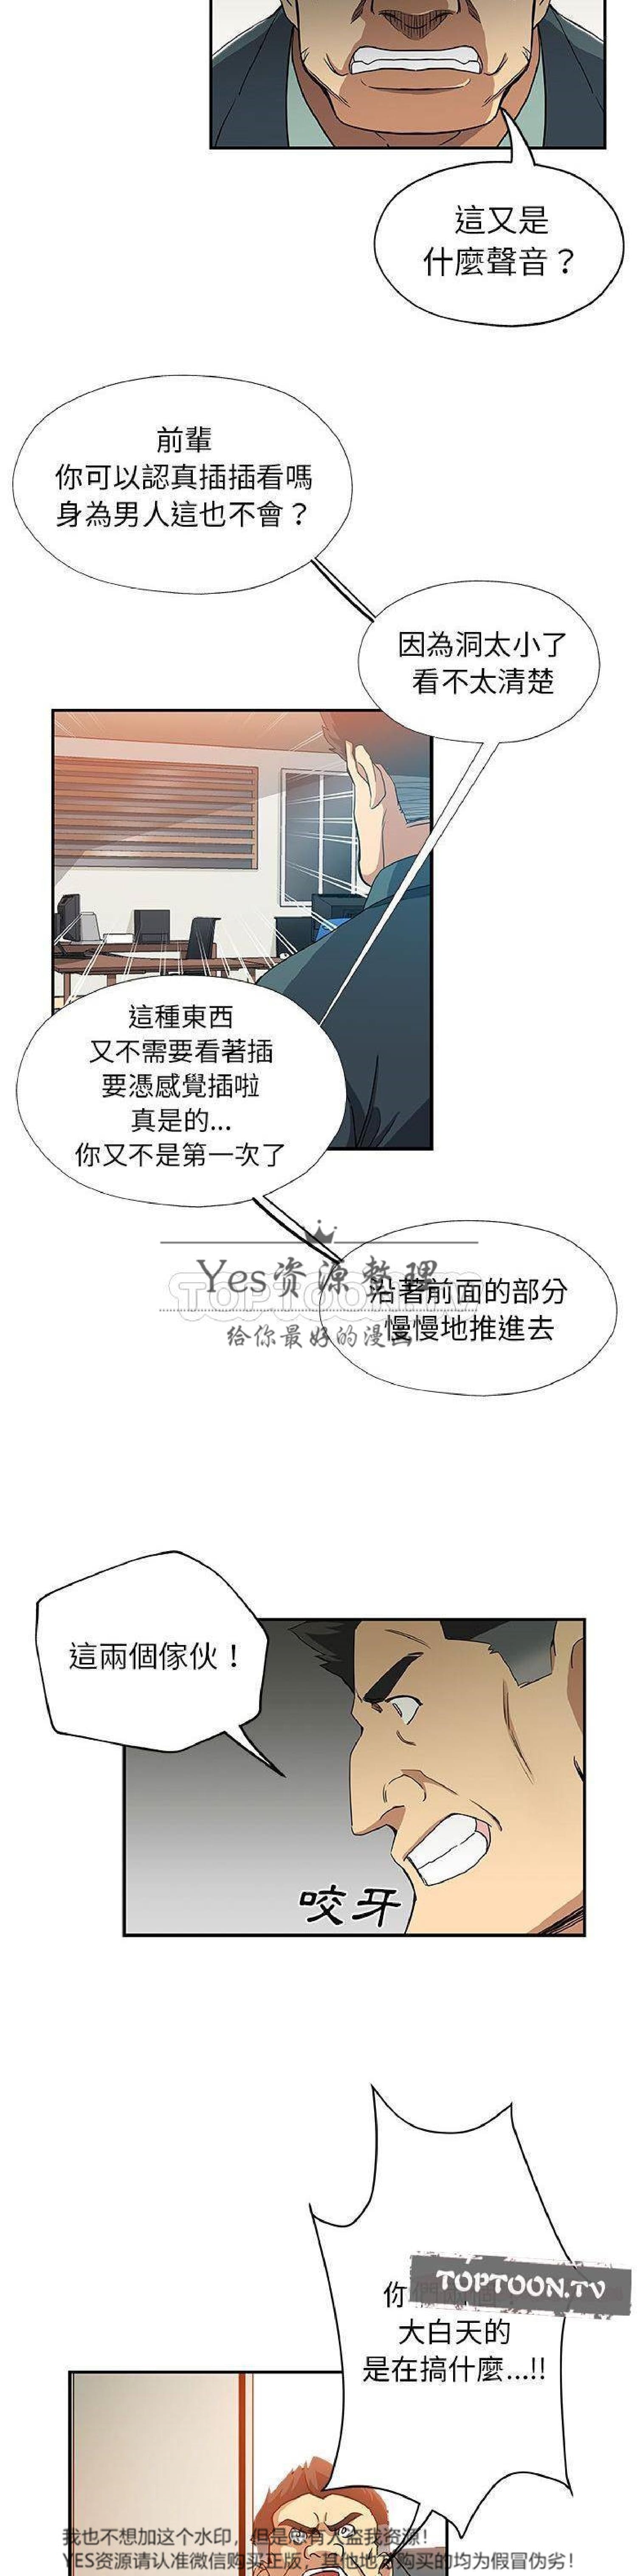 這又是
什麼聲音？
前輩
你可以認真插插看嗎
身為男人這也不會？
因為洞太小了
看不太清楚
這種東西
又不需要看著插
要憑感覺插啦
真是的...
你又不是第一次了
Yes资源整理
TOPTOON
给你最好的漫画
沿著前面的部分
慢慢地推進去
這兩個傢伙！
咬牙
TOPTOON.TV
你
大白天的
是在搞什麼...!!
我也不想加这个水印，但是总有人盗我资源！
YES资源请认准微信购买正版，其他地方购买的均为假冒伪劣！